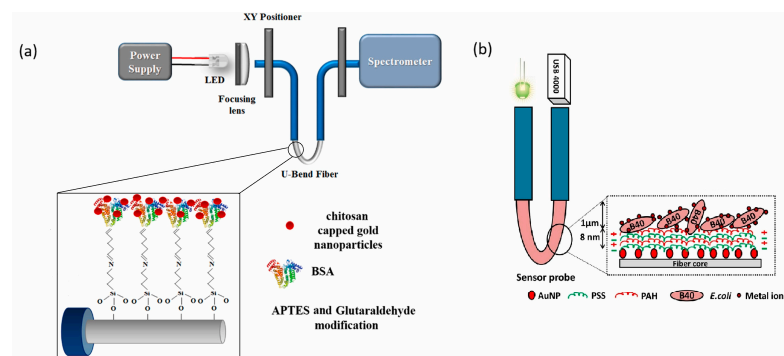 (a)
XY Positioner
Power
Supply
LED
Focusing
lens
Spectrometer
U-Bend Fiber
N N N N
Si Si Si Si
O O O O O O O O
O O O O
chitosan
capped gold
nanoparticles
BSA
APTES and Glutaraldehyde
modification
(b)
USB 4000
1µm
8 nm
B40 B40 B40 B40 B40
+ +
- -
+ +
- -
Fiber core
Sensor probe
AuNP PSS PAH B40 E.coli Metal ion